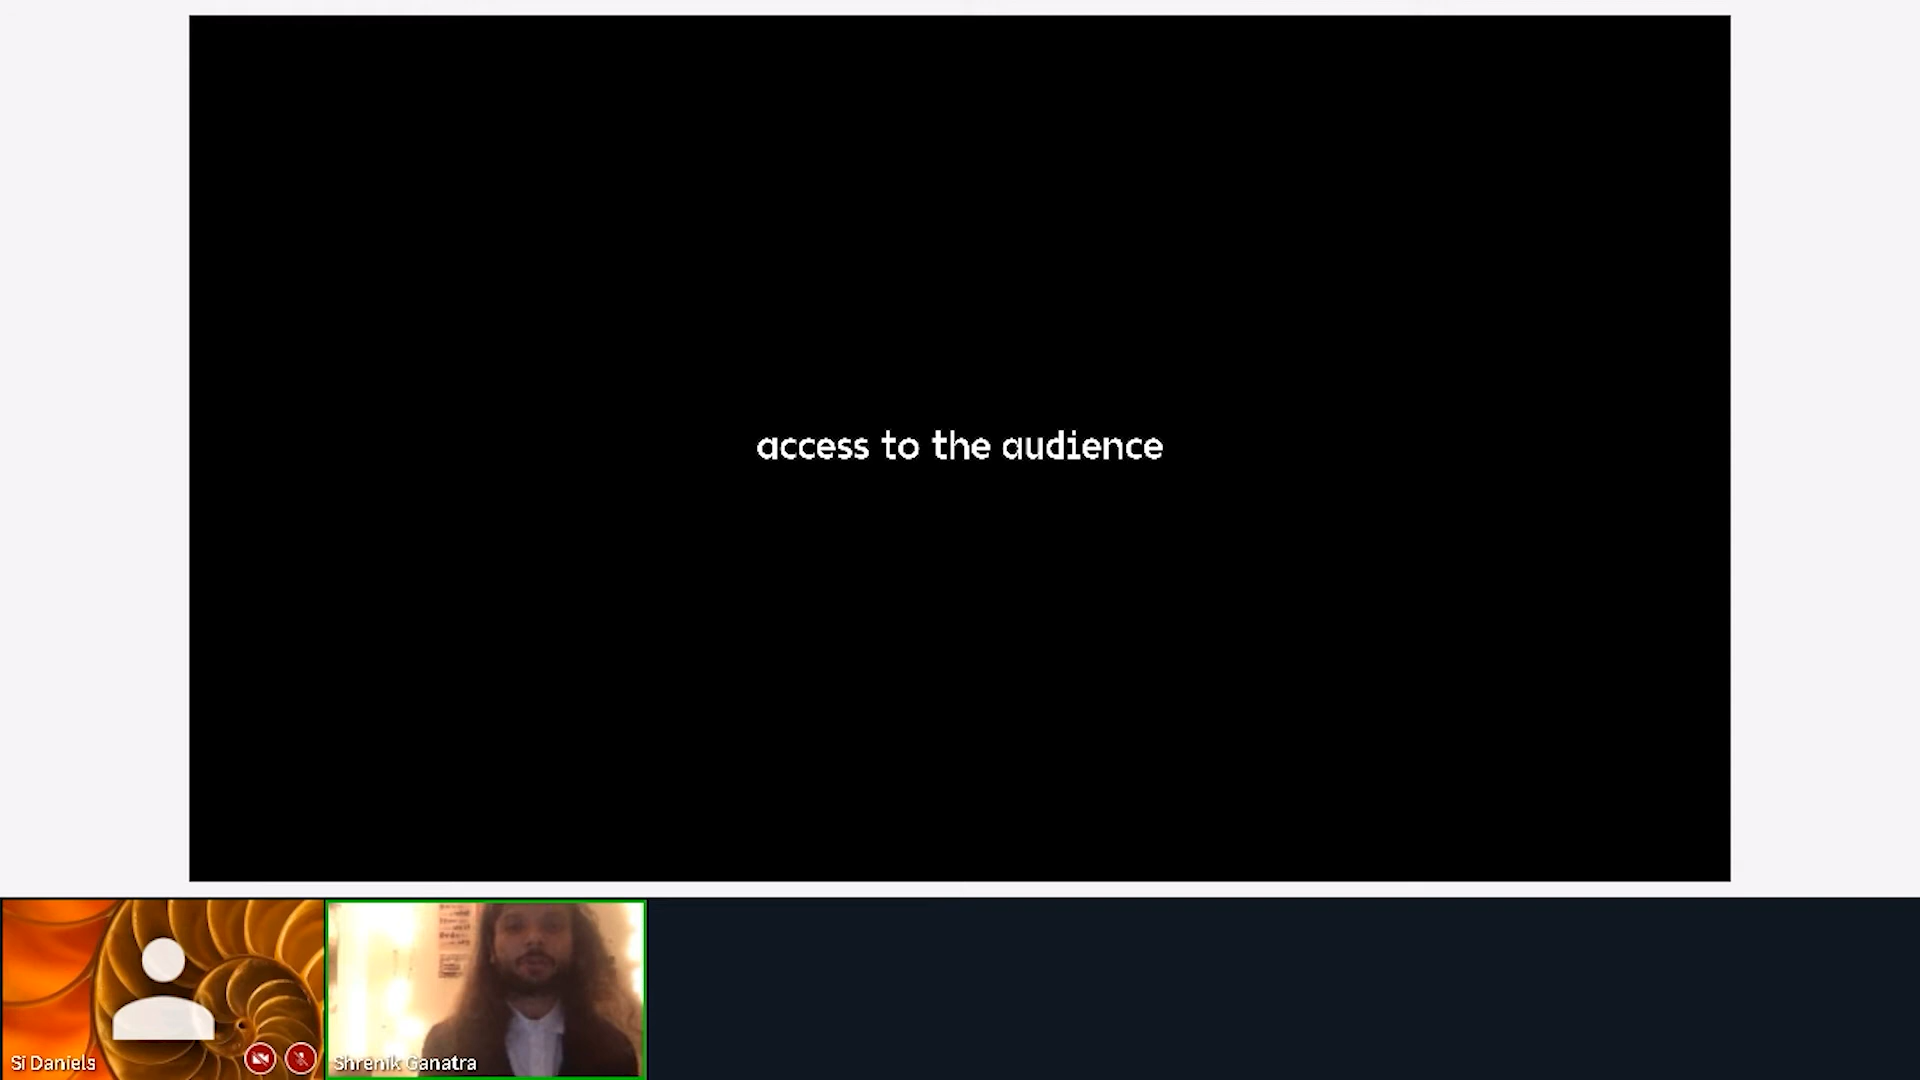 access to the audience
Si Daniels
Shrenik Ganatra